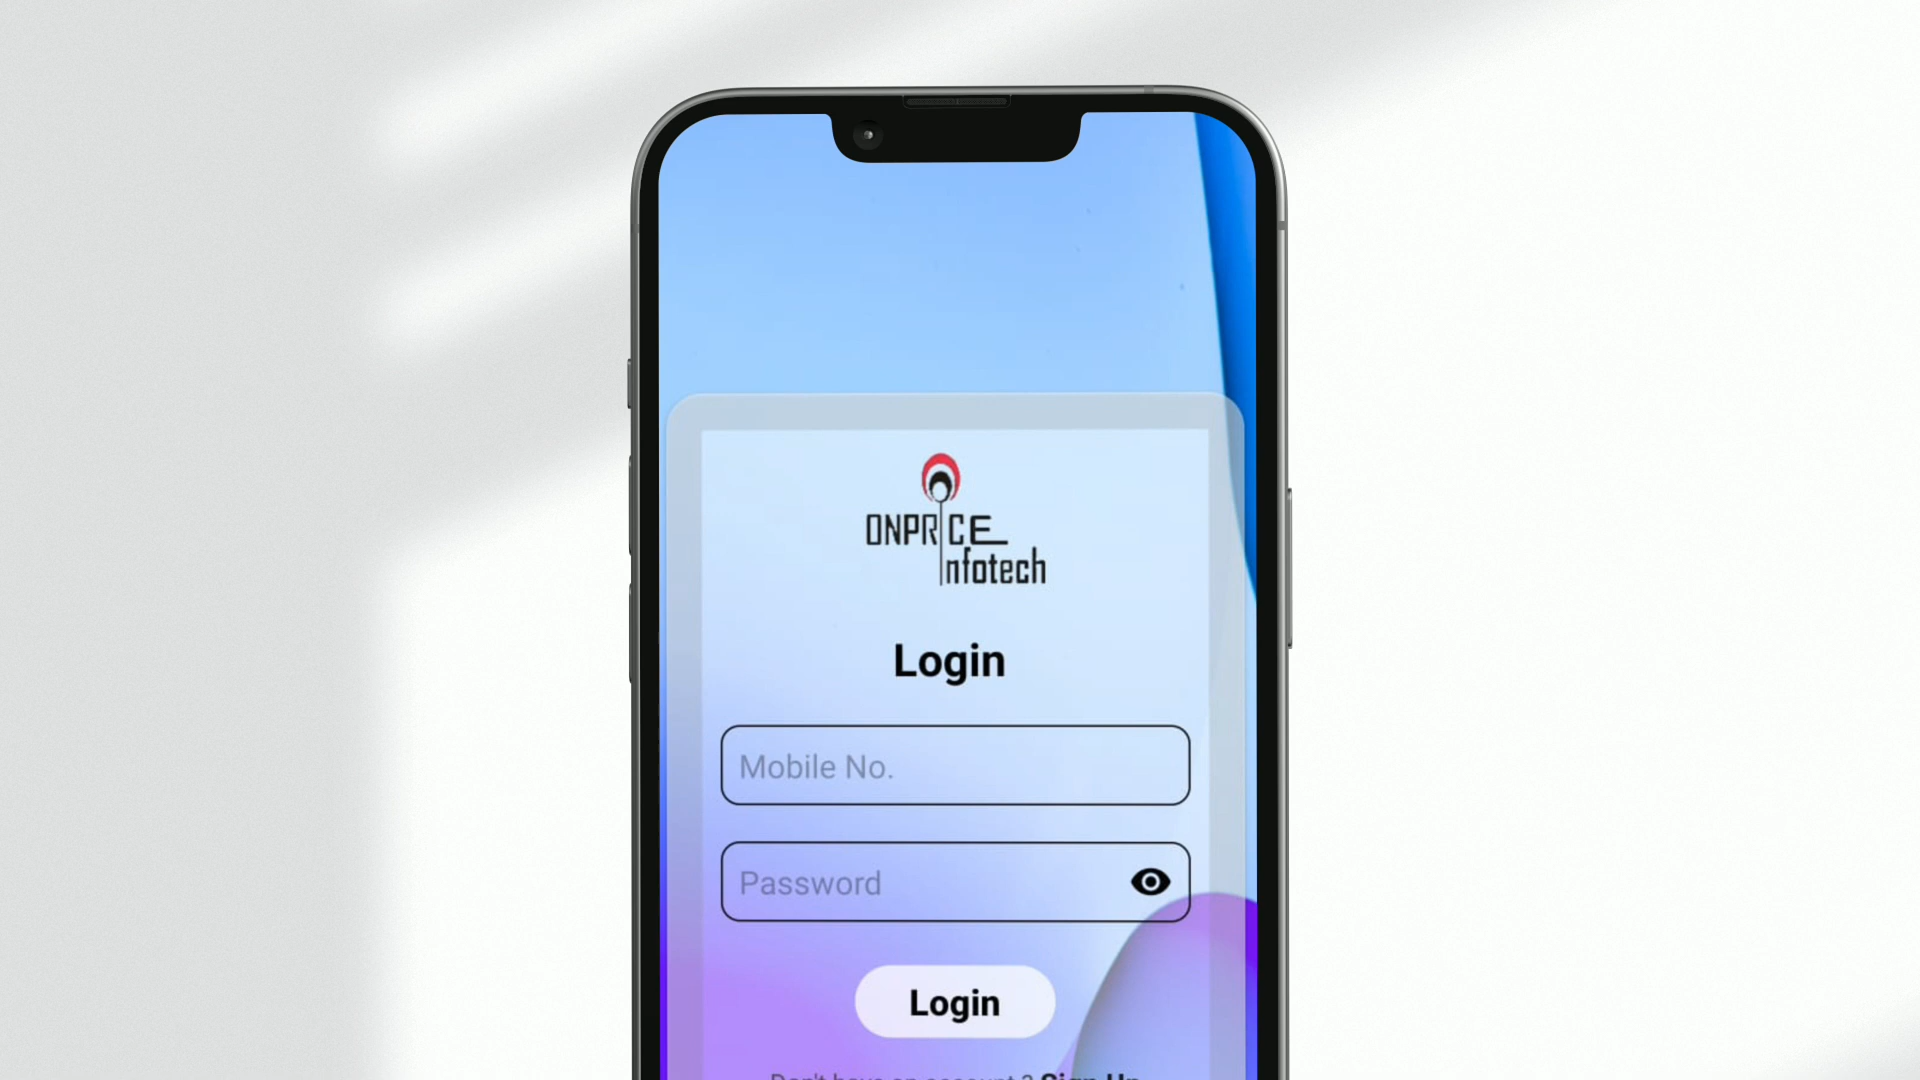 ONPRICE
Infotech
Login
Mobile No.
Password
Login
Don't have an account ? Sign Up